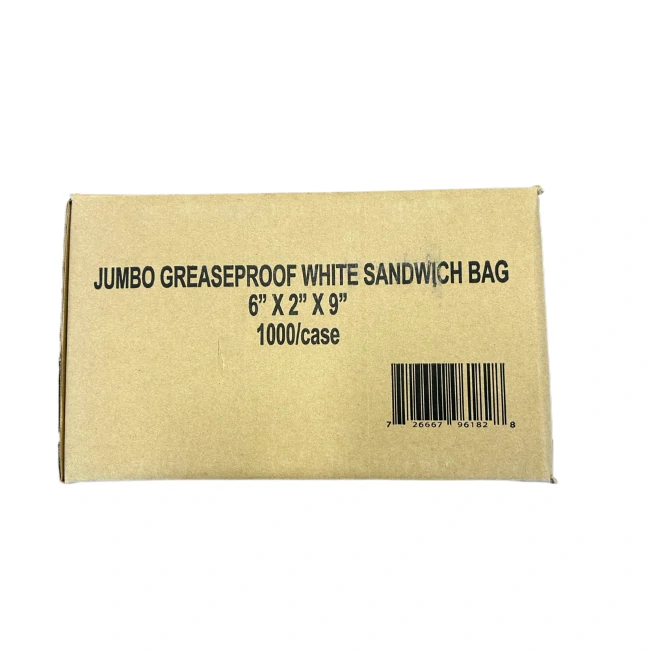 JUMBO GREASEPROOF WHITE SANDWICH BAG
6” X 2” X 9”
1000/case
7 26667 96182 8